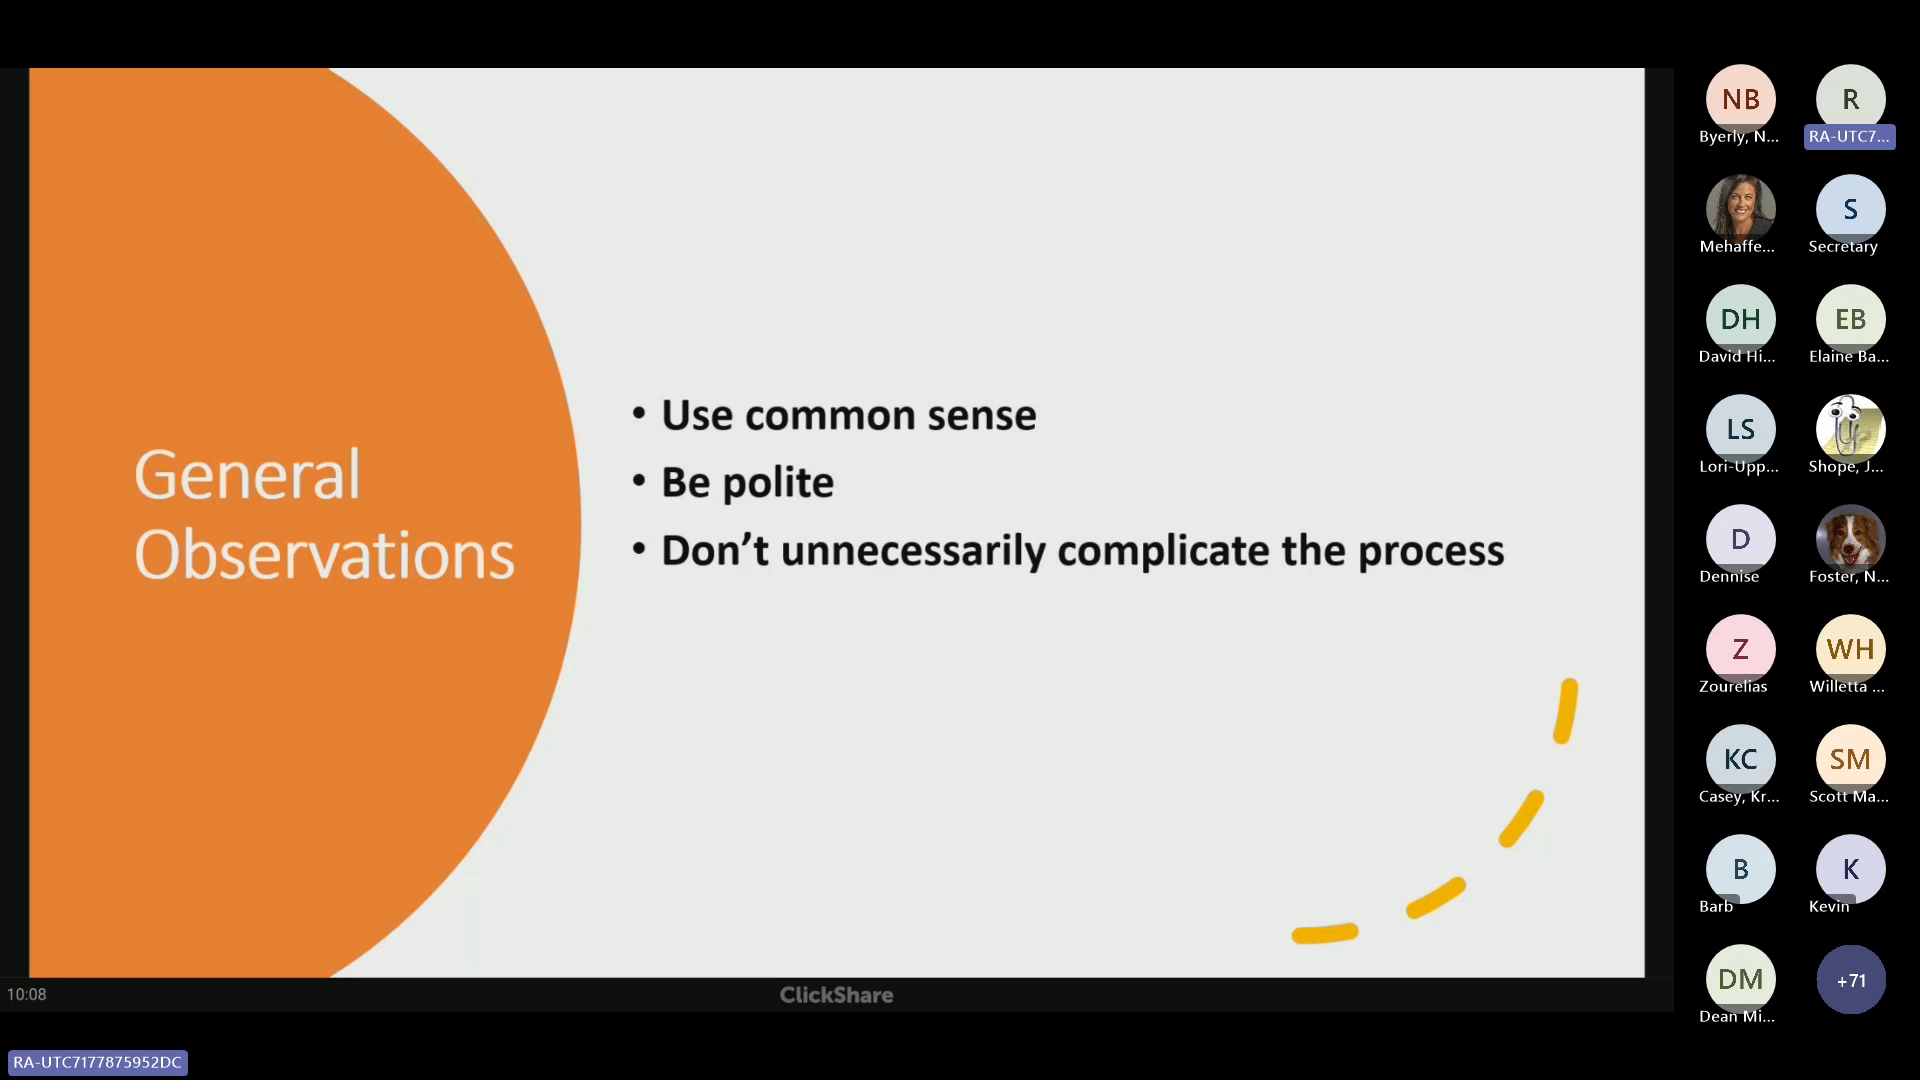 General
Observations
• Use common sense
• Be polite
• Don’t unnecessarily complicate the process
10:08
ClickShare
RA-UTC7177875952DC
NB
Byerly, N...
R
RA-UTC7...
Mehaffe...
S
Secretary
DH
David Hi...
EB
Elaine Ba...
LS
Lori-Upp...
Shope, J...
D
Dennise
Foster, N...
Z
Zourelias
WH
Willetta ...
KC
Casey, Kr...
SM
Scott Ma...
B
Barb
K
Kevin
DM
Dean Mi...
+71